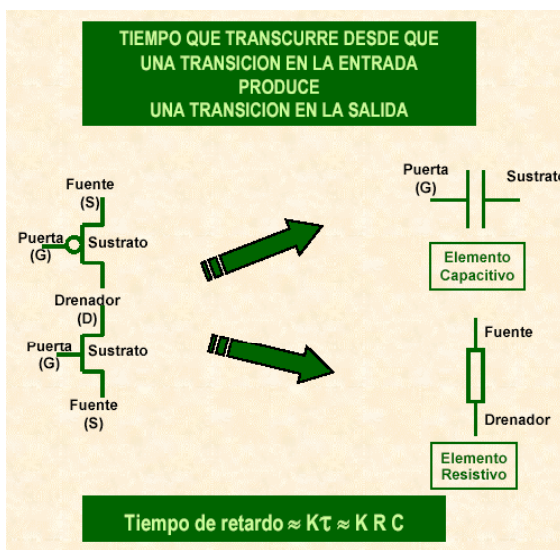 TIEMPO QUE TRANSCURRE DESDE QUE
UNA TRANSICION EN LA ENTRADA
PRODUCE
UNA TRANSICION EN LA SALIDA
Fuente
(S)
Puerta
(G)
Sustrato
Drenador
(D)
Puerta
(G)
Sustrato
Fuente
(S)
Puerta
(G)
Sustrato
Elemento
Capacitivo
Fuente
Drenador
Elemento
Resistivo
Tiempo de retardo ≈ Kτ ≈ K R C